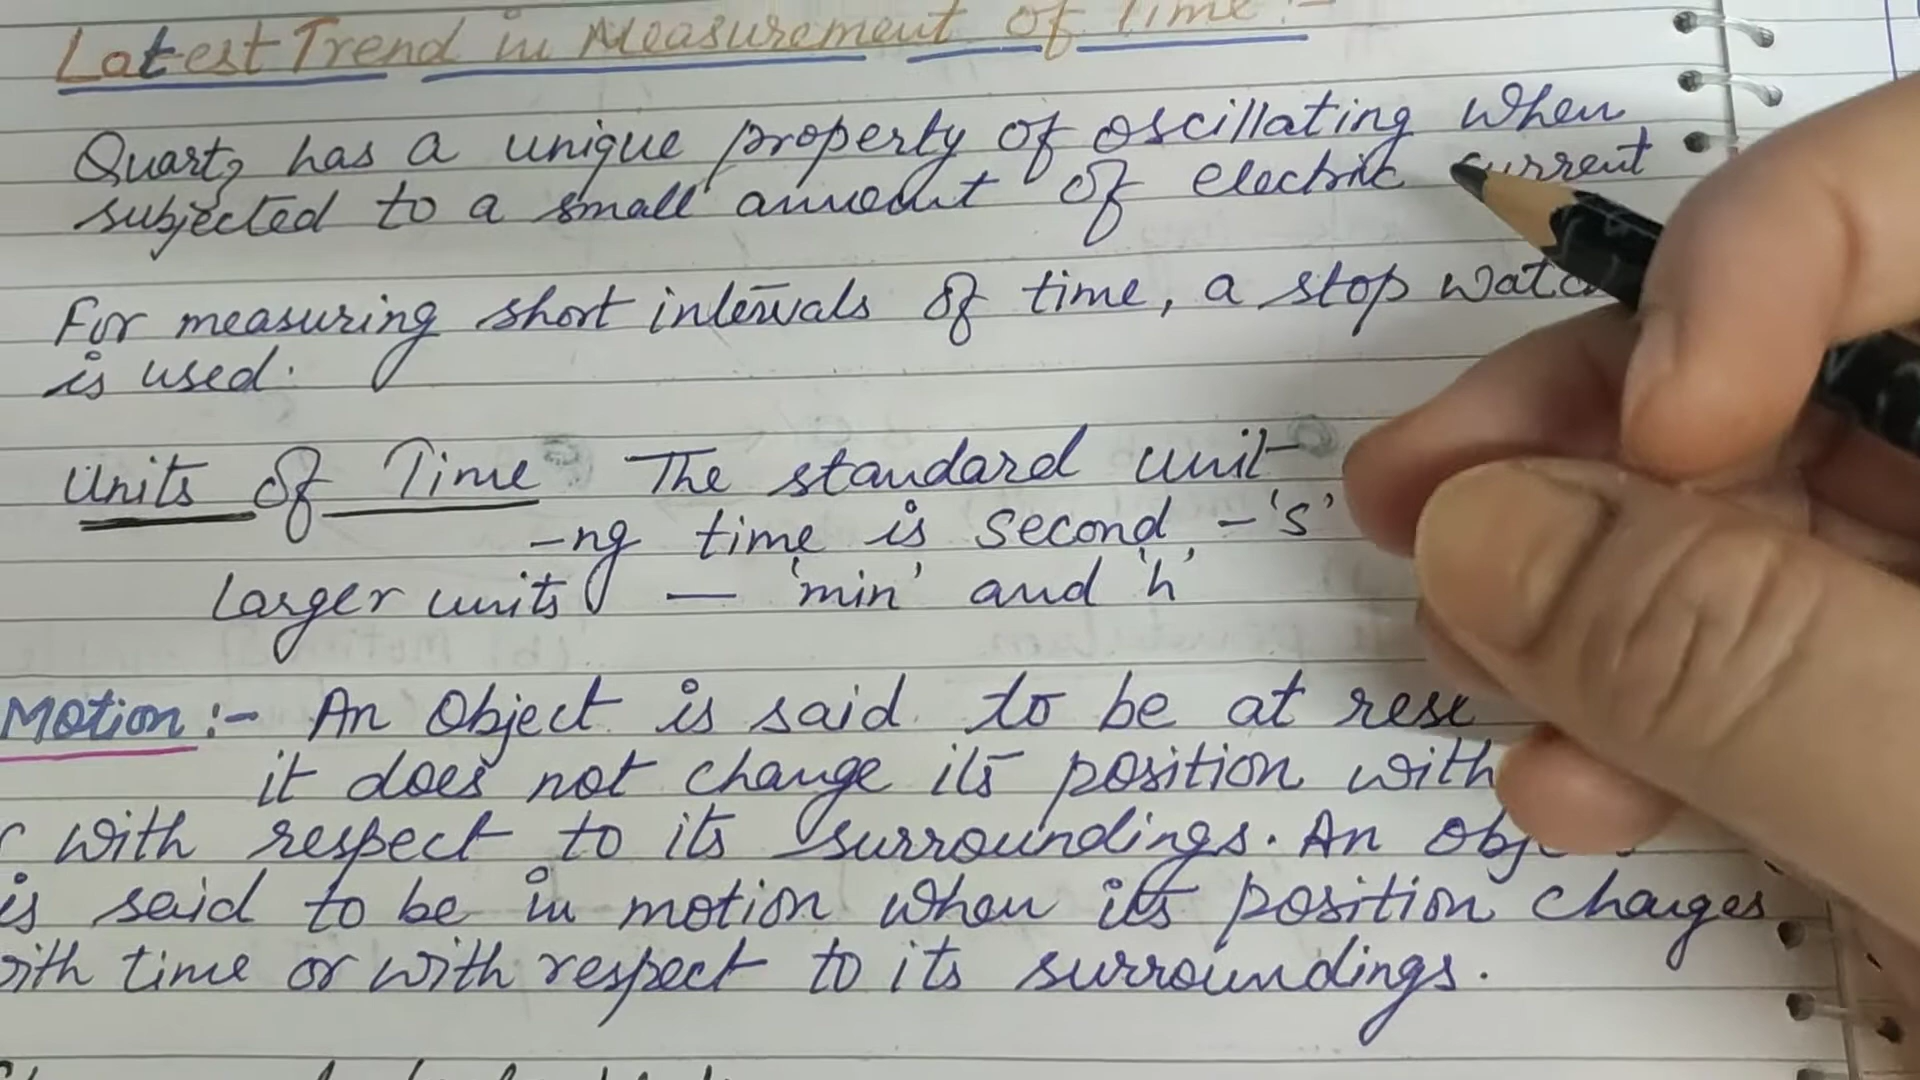 Latest Trend in Measurement of Time :-
Quartz has a unique property of oscillating when
subjected to a small amount of electric current
For measuring short intervals of time, a stop
is used.
Units of Time The standard unit
-ng time is second - 's'
Larger units — 'min' and 'h'
Motion :- An Object is said to be at
it does not change its position with
with respect to its surroundings. An
is said to be in motion when its position changes
time or with respect to its surroundings.